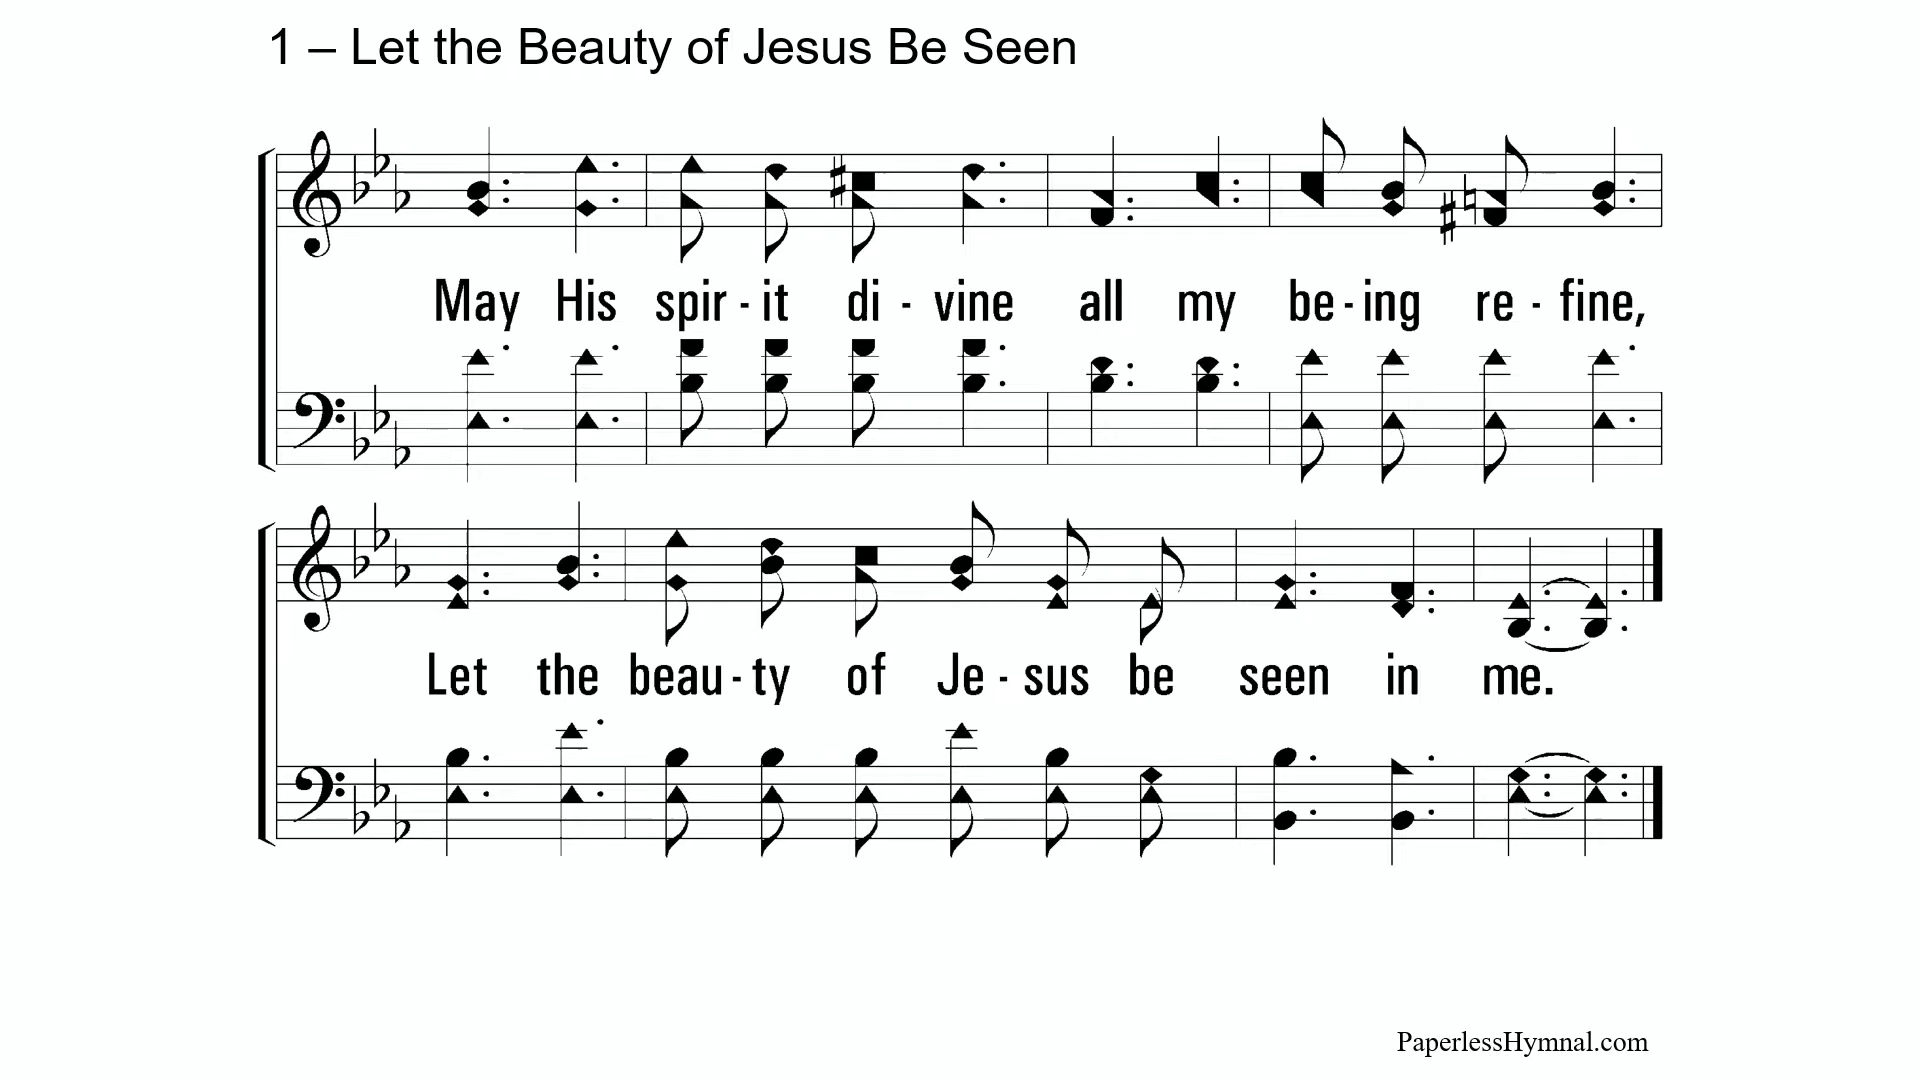 1 – Let the Beauty of Jesus Be Seen
May His spir - it di - vine all my be - ing re - fine,
Let the beau - ty of Je - sus be seen in me.
PaperlessHymnal.com